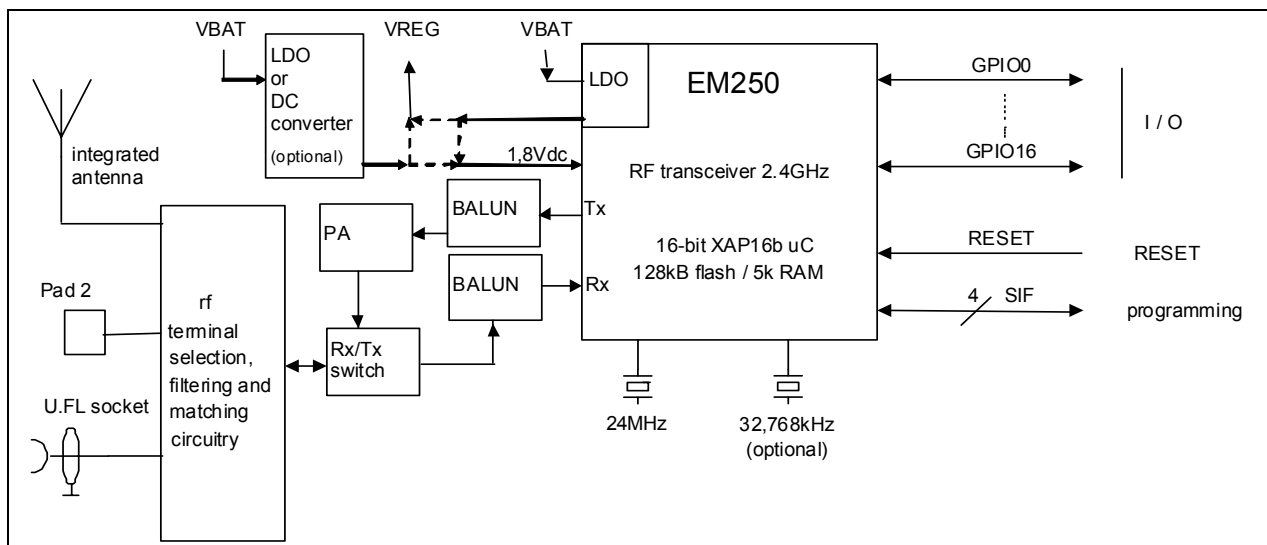 VBAT
VREG
VBAT
LDO
or
DC
converter
(optional)
LDO
EM250
GPIO0
I / O
GPIO16
integrated
antenna
1,8Vdc
RF transceiver 2.4GHz
BALUN
Tx
PA
16-bit XAP16b uC
128kB flash / 5k RAM
RESET
RESET
BALUN
Rx
Pad 2
4
SIF
programming
rf
terminal
selection,
filtering and
matching
circuitry
Rx/Tx
switch
U.FL socket
24MHz
32,768kHz
(optional)